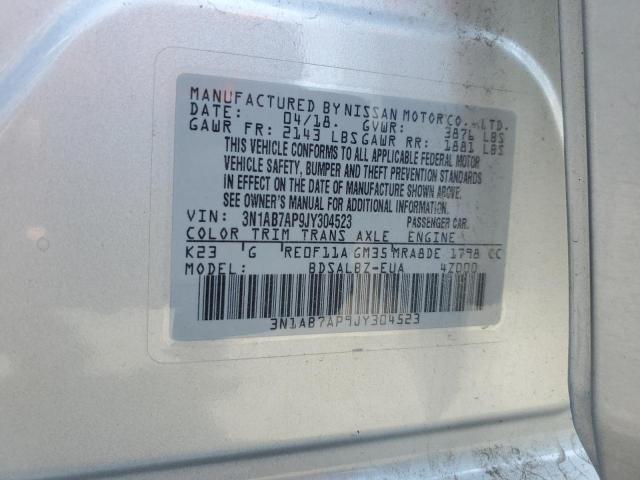 MANUFACTURED BY NISSAN MOTOR CO., LTD.
DATE: 04/18. GVWR: 3876 LBS
GAWR FR: 2143 LBS GAWR RR: 1881 LBS
THIS VEHICLE CONFORMS TO ALL APPLICABLE FEDERAL MOTOR
VEHICLE SAFETY, BUMPER AND THEFT PREVENTION STANDARDS
IN EFFECT ON THE DATE OF MANUFACTURE SHOWN ABOVE.
SEE OWNER'S MANUAL FOR ADDITIONAL INFORMATION.
VIN: 3N1AB7AP9JY304523 PASSENGER CAR.
COLOR TRIM TRANS AXLE ENGINE
K23 G RE0F11A GM35 MRA8DE 1798 CC
BDSALBZ-EUA 4Z000
3N1AB7AP9JY304523